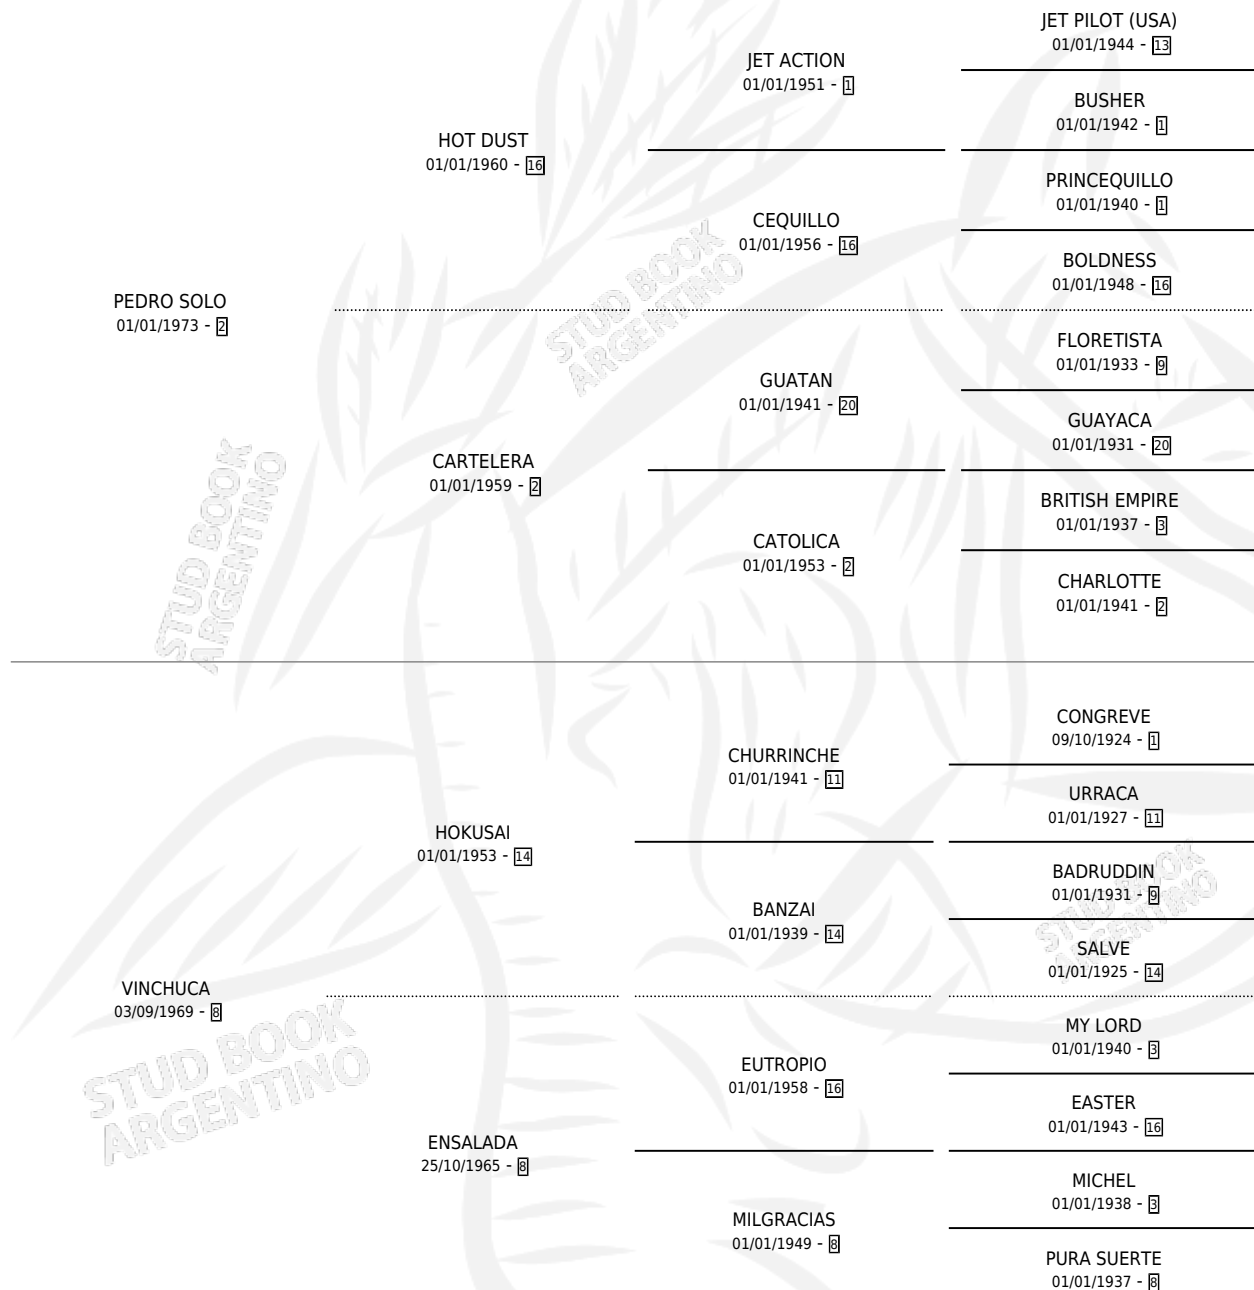 JET PILOT (USA)
01/01/1944 - 13
JET ACTION
01/01/1951 - 1
BUSHER
01/01/1942 - 1
HOT DUST
01/01/1960 - 16
PRINCEQUILLO
01/01/1940 - 1
CEQUILLO
01/01/1956 - 16
BOLDNESS
01/01/1948 - 16
PEDRO SOLO
01/01/1973 - 2
FLORETISTA
01/01/1933 - 9
GUATAN
01/01/1941 - 20
GUAYACA
01/01/1931 - 20
CARTELERA
01/01/1959 - 2
BRITISH EMPIRE
01/01/1937 - 3
CATOLICA
01/01/1953 - 2
CHARLOTTE
01/01/1941 - 2
CONGREVE
09/10/1924 - 1
CHURRINCHE
01/01/1941 - 11
URRACA
01/01/1927 - 11
HOKUSAI
01/01/1953 - 14
BADRUDDIN
01/01/1931 - 9
BANZAI
01/01/1939 - 14
SALVE
01/01/1925 - 14
VINCHUCA
03/09/1969 - 8
MY LORD
01/01/1940 - 3
EUTROPIO
01/01/1958 - 16
EASTER
01/01/1943 - 16
ENSALADA
25/10/1965 - 8
MICHEL
01/01/1938 - 3
MILGRACIAS
01/01/1949 - 8
PURA SUERTE
01/01/1937 - 8
STUD BOOK
ARGENTINO
STUD BOOK
ARGENTINO
STUD BOOK
ARGENTINO
STUD BOOK
ARGENTINO